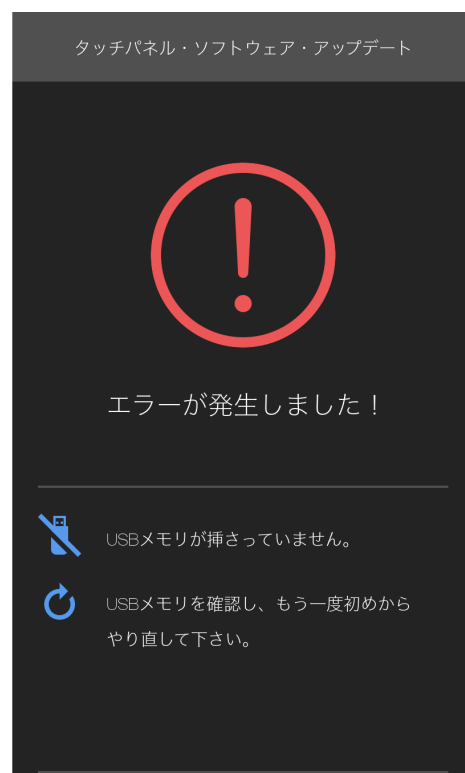 タッチパネル・ソフトウェア・アップデート
エラーが発生しました！
USBメモリが挿さっていません。
USBメモリを確認し、もう一度初めから
やり直して下さい。